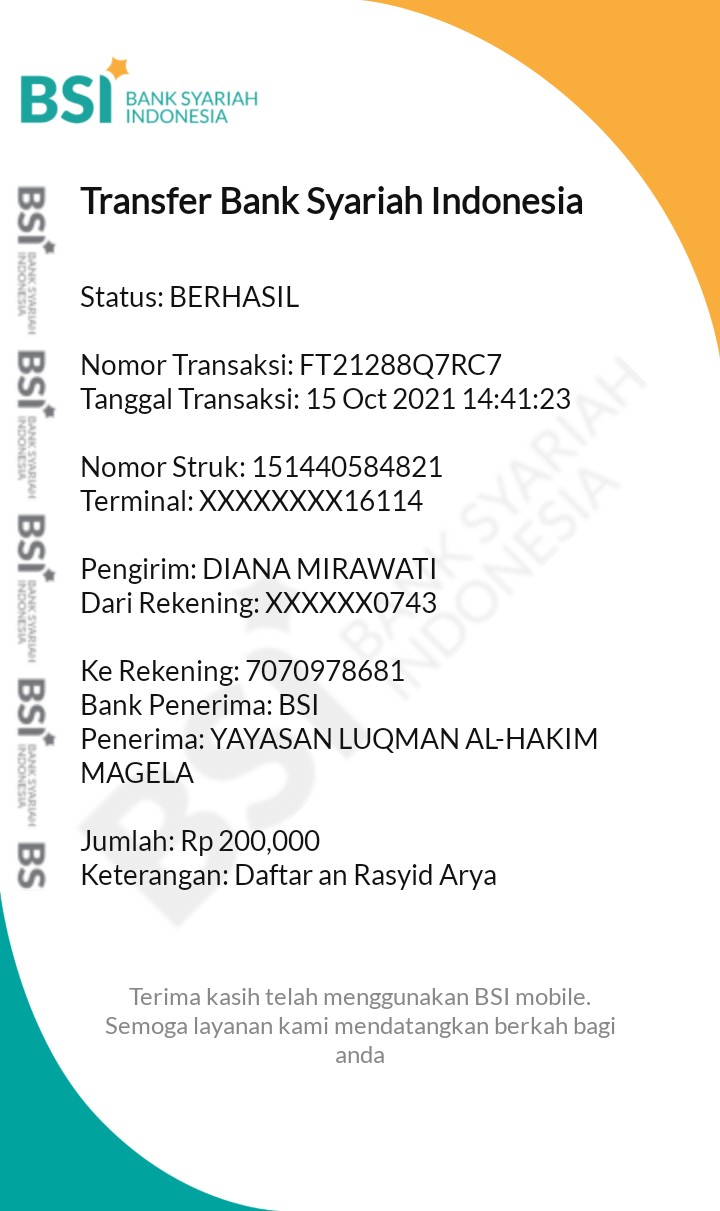 BSI BANK SYARIAH
INDONESIA
Transfer Bank Syariah Indonesia
Status: BERHASIL
Nomor Transaksi: FT21288Q7RC7
Tanggal Transaksi: 15 Oct 2021 14:41:23
Nomor Struk: 151440584821
Terminal: XXXXXXXX16114
Pengirim: DIANA MIRAWATI
Dari Rekening: XXXXXX0743
Ke Rekening: 7070978681
Bank Penerima: BSI
Penerima: YAYASAN LUQMAN AL-HAKIM
MAGELA
Jumlah: Rp 200,000
Keterangan: Daftar an Rasyid Arya
Terima kasih telah menggunakan BSI mobile.
Semoga layanan kami mendatangkan berkah bagi
anda
BSI BANK SYARIAH
INDONESIA
BSI BANK SYARIAH
INDONESIA
BSI BANK SYARIAH
INDONESIA
BSI BANK SYARIAH
INDONESIA
BS
BSI BANK SYARIAH
INDONESIA